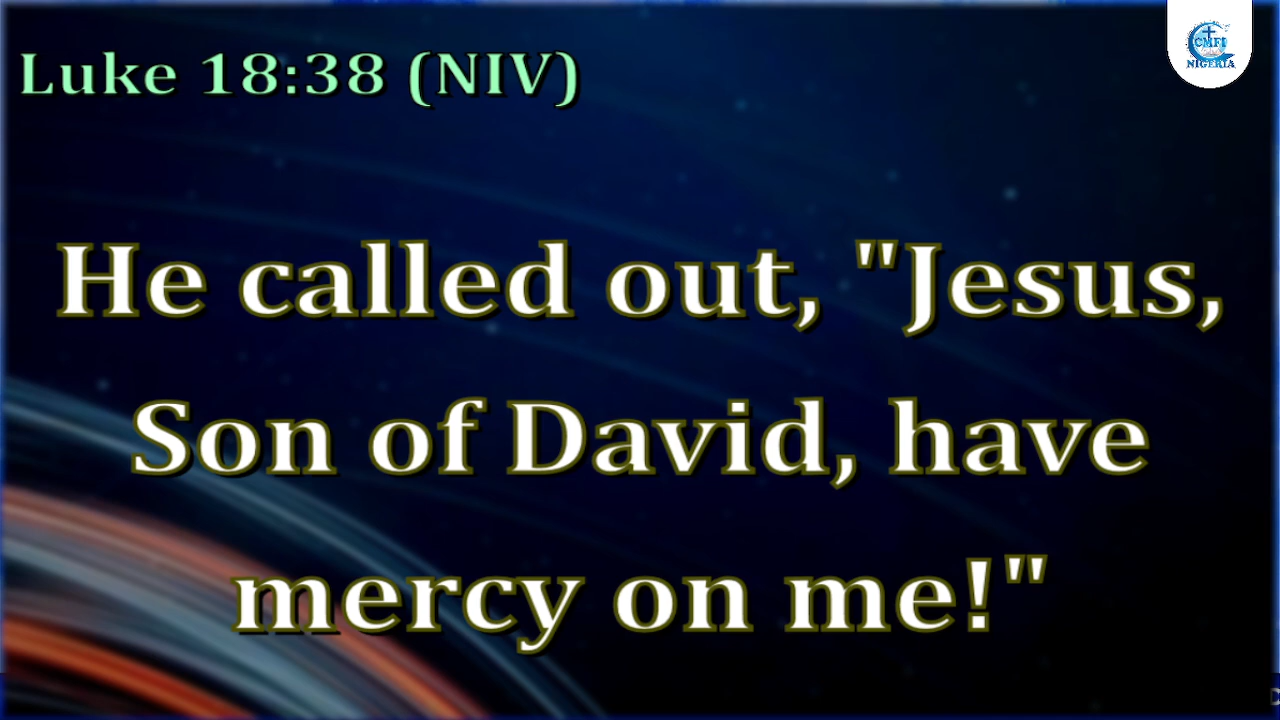 Luke 18:38 (NIV)
CMFI
NIGERIA
He called out, "Jesus,
Son of David, have
mercy on me!"